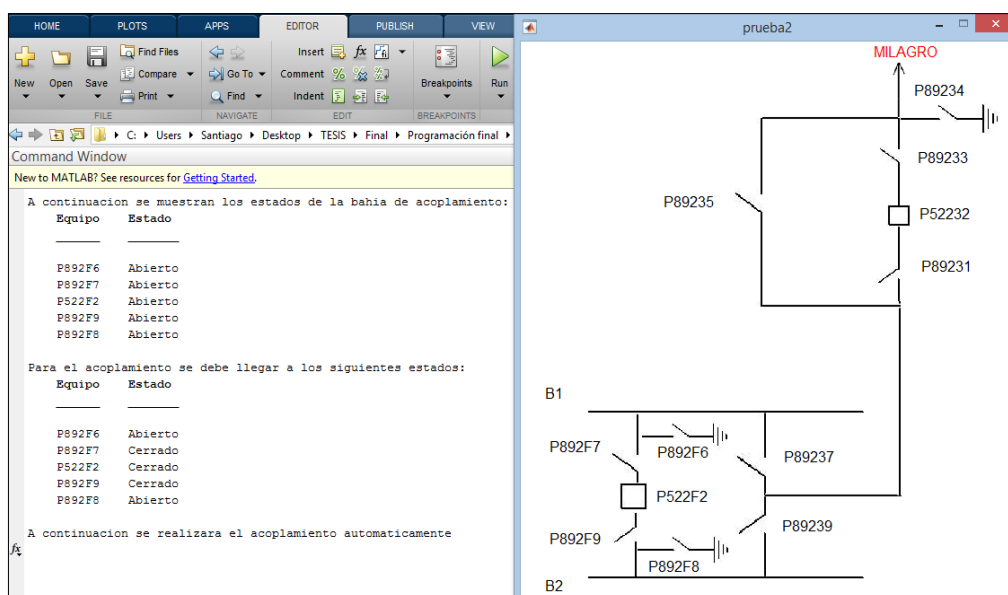 HOME PLOTS APPS EDITOR PUBLISH VIEW
New Open Save
Find Files
Compare
Print
Go To
Find
Insert fx
Comment
Indent
Breakpoints
Run
FILE NAVIGATE EDIT BREAKPOINTS
C: Users Santiago Desktop TESIS Final Programación final
Command Window
New to MATLAB? See resources for Getting Started.
A continuacion se muestran los estados de la bahia de acoplamiento:
Equipo Estado
P892F6 Abierto
P892F7 Abierto
P522F2 Abierto
P892F9 Abierto
P892F8 Abierto
Para el acoplamiento se debe llegar a los siguientes estados:
Equipo Estado
P892F6 Abierto
P892F7 Cerrado
P522F2 Cerrado
P892F9 Cerrado
P892F8 Abierto
A continuacion se realizara el acoplamiento automaticamente
fx
prueba2
MILAGRO
P89234
P89233
P89235
P52232
P89231
B1
P892F7
P892F6
P89237
P522F2
P89239
P892F9
P892F8
B2